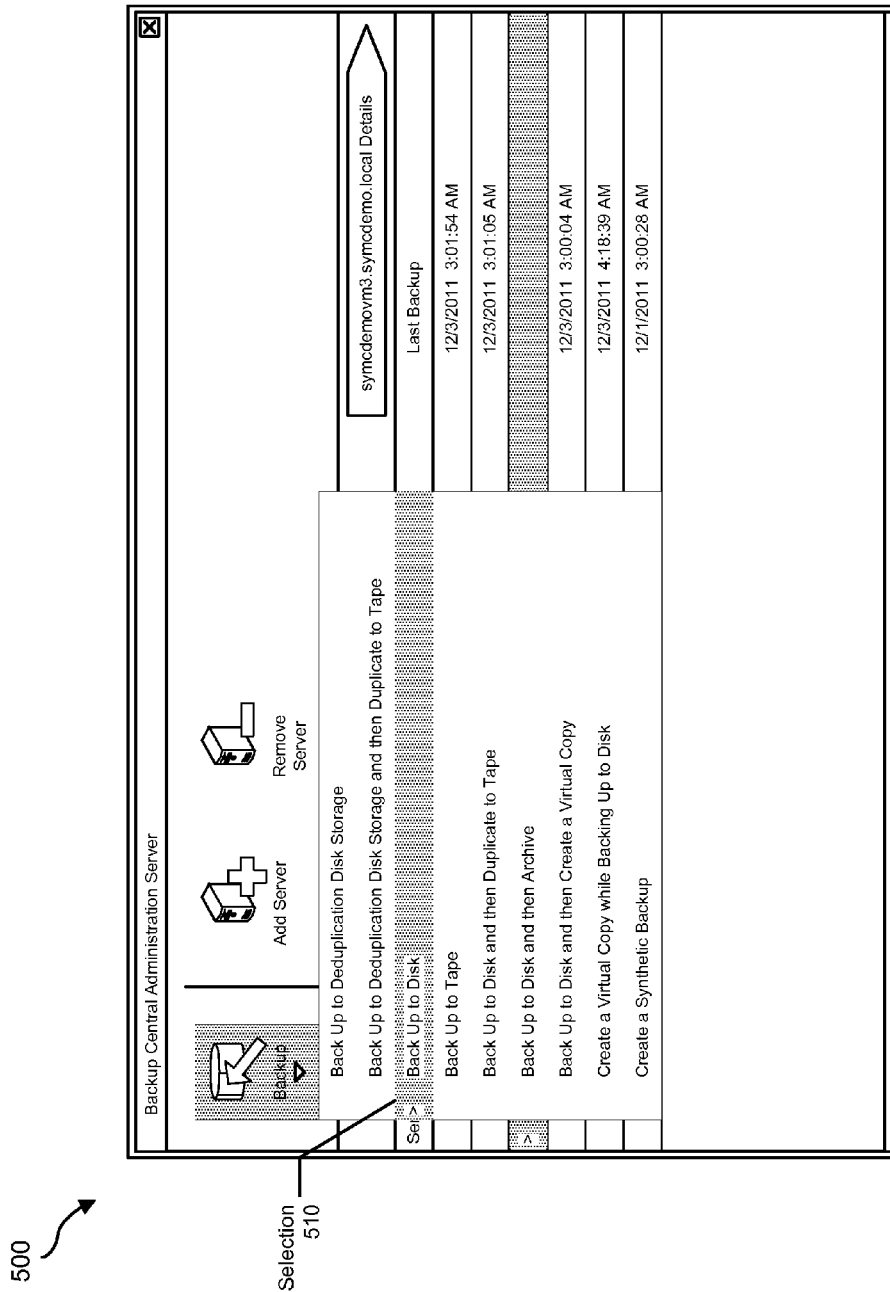 500
Selection
510
Backup Central Administration Server
Backup
Add Server
Remove
Server
symcdemovm3.symcdemo.local Details
Back Up to Deduplication Disk Storage
Back Up to Deduplication Disk Storage and then Duplicate to Tape
Ser > Back Up to Disk
Last Backup
Back Up to Tape
12/3/2011 3:01:54 AM
Back Up to Disk and then Duplicate to Tape
12/3/2011 3:01:05 AM
> Back Up to Disk and then Archive
Back Up to Disk and then Create a Virtual Copy
12/3/2011 3:00:04 AM
Create a Virtual Copy while Backing Up to Disk
12/3/2011 4:18:39 AM
Create a Synthetic Backup
12/1/2011 3:00:28 AM